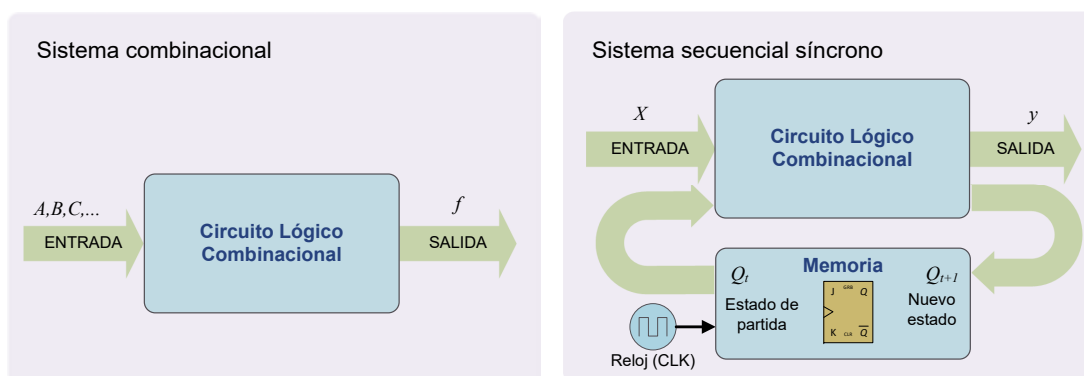 Sistema combinacional
A,B,C,...
ENTRADA
Circuito Lógico
Combinacional
f
SALIDA
Sistema secuencial síncrono
X
ENTRADA
Circuito Lógico
Combinacional
y
SALIDA
Memoria
Qt
Estado de
partida
J Q
K CLR Q̅
Qt+1
Nuevo
estado
Reloj (CLK)